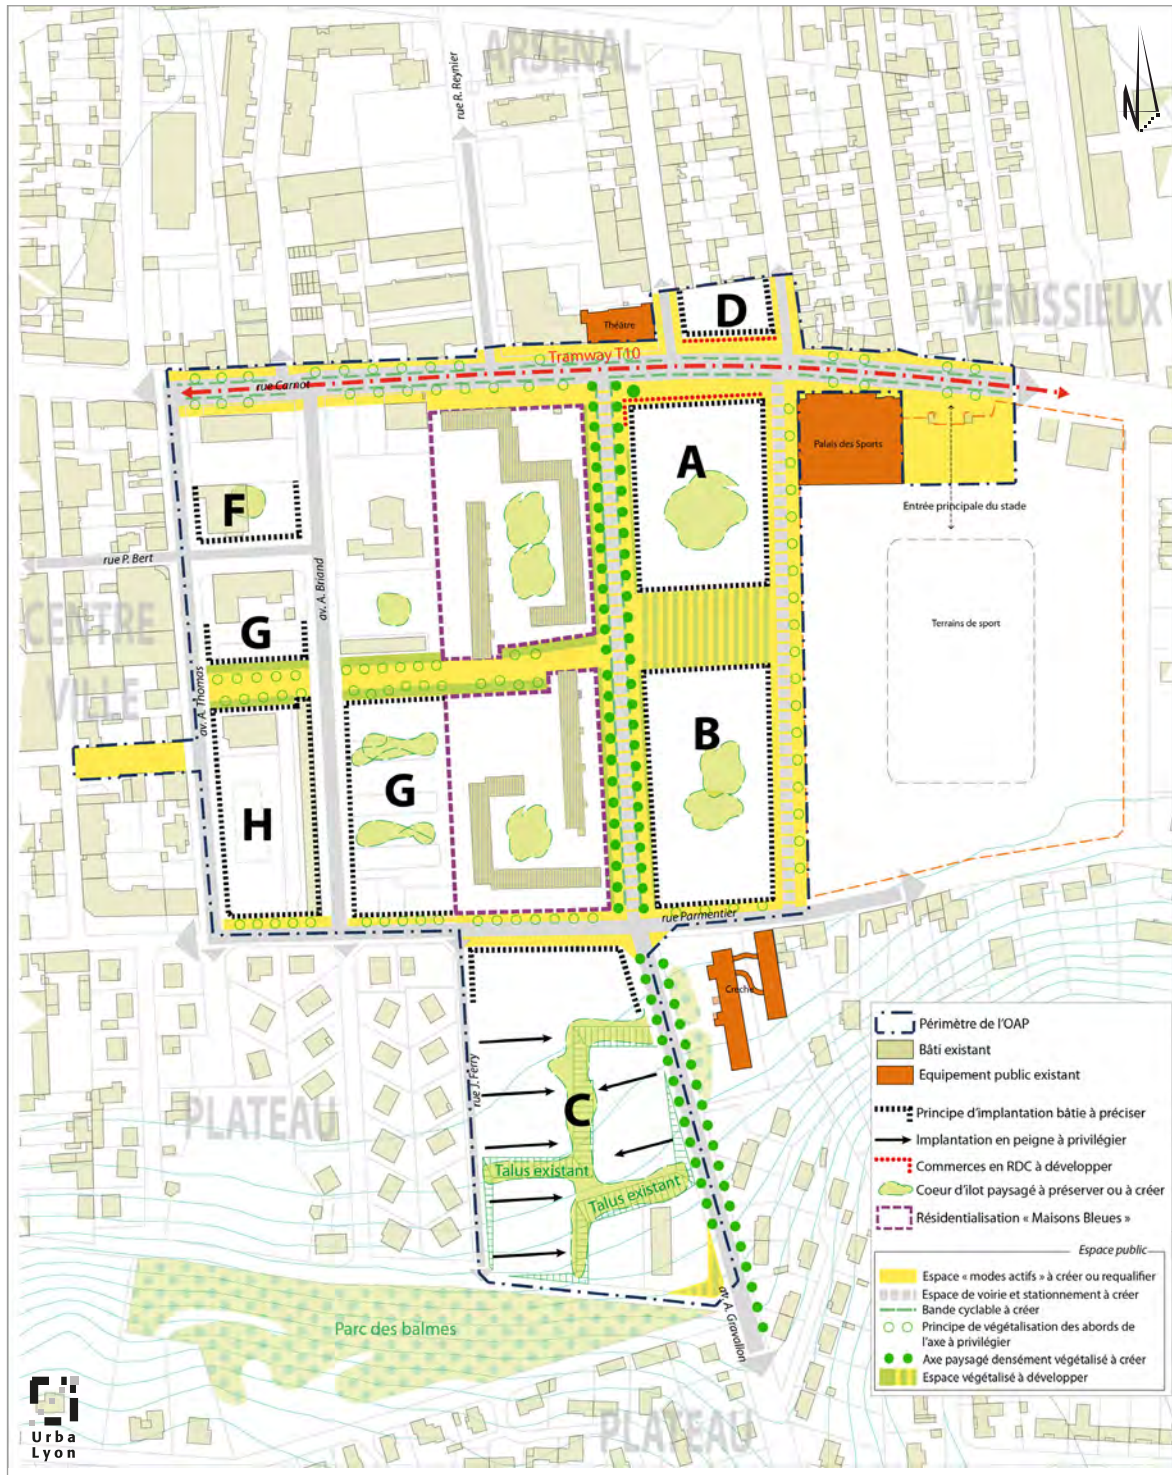 ARSENAL
rue R. Reynier
N
VENISSIEUX
D
Théâtre
Tramway T10
rue Carnot
A
Palais des Sports
F
Entrée principale du stade
rue P. Bert
av. A. Briand
CENTRE
VILLE
G
Terrains de sport
av. A. Thomas
B
G
H
rue Parmentier
Crèche
rue J. Ferry
C
PLATEAU
Talus existant
Talus existant
av. A. Gravallon
Parc des balmes
PLATEAU
Périmètre de l'OAP
Bâti existant
Equipement public existant
Principe d'implantation bâtie à préciser
Implantation en peigne à privilégier
Commerces en RDC à développer
Coeur d'ilot paysagé à préserver ou à créer
Résidentialisation « Maisons Bleues »
Espace public
Espace « modes actifs » à créer ou requalifier
Espace de voirie et stationnement à créer
Bande cyclable à créer
Principe de végétalisation des abords de
l'axe à privilégier
Axe paysagé densément végétalisé à créer
Espace végétalisé à développer
Urba
Lyon